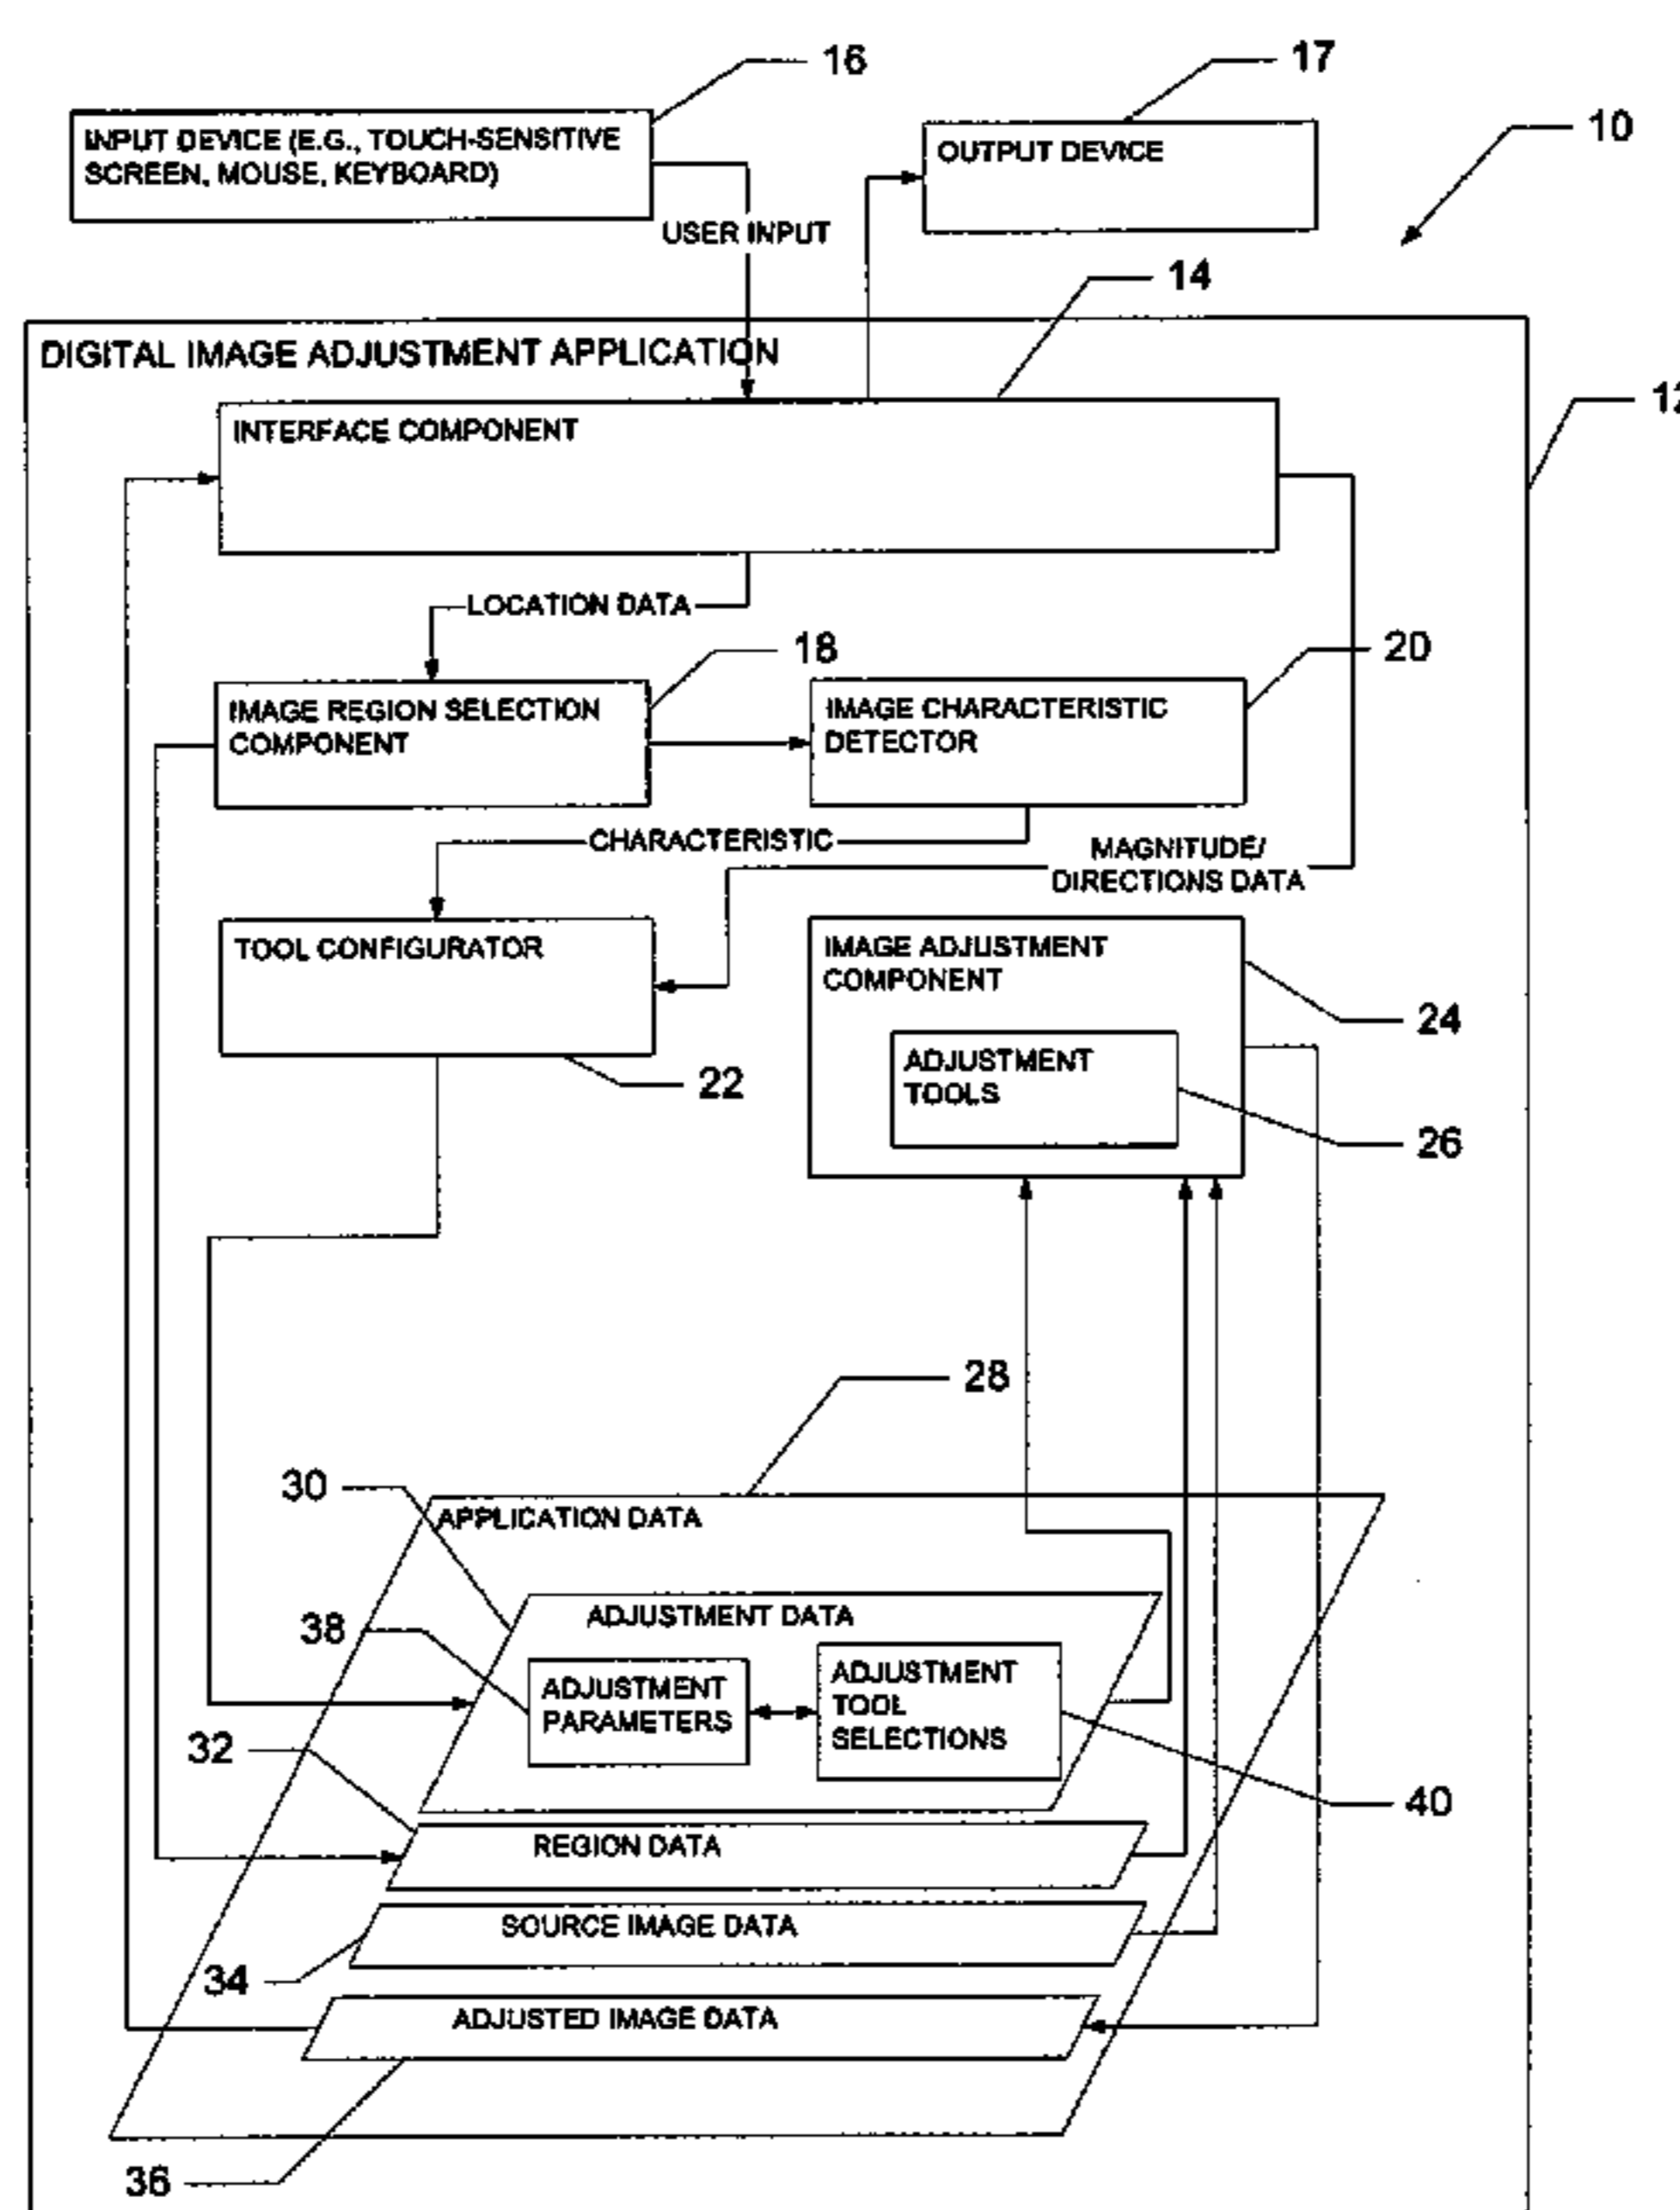 16
17
10
INPUT DEVICE (E.G., TOUCH-SENSITIVE
SCREEN, MOUSE, KEYBOARD)
OUTPUT DEVICE
USER INPUT
14
DIGITAL IMAGE ADJUSTMENT APPLICATION
12
INTERFACE COMPONENT
LOCATION DATA
18
20
IMAGE REGION SELECTION
COMPONENT
IMAGE CHARACTERISTIC
DETECTOR
CHARACTERISTIC
MAGNITUDE/
DIRECTIONS DATA
TOOL CONFIGURATOR
IMAGE ADJUSTMENT
COMPONENT
24
22
ADJUSTMENT
TOOLS
26
28
30
APPLICATION DATA
38
ADJUSTMENT DATA
ADJUSTMENT
PARAMETERS
ADJUSTMENT
TOOL
SELECTIONS
32
40
REGION DATA
SOURCE IMAGE DATA
34
ADJUSTED IMAGE DATA
36